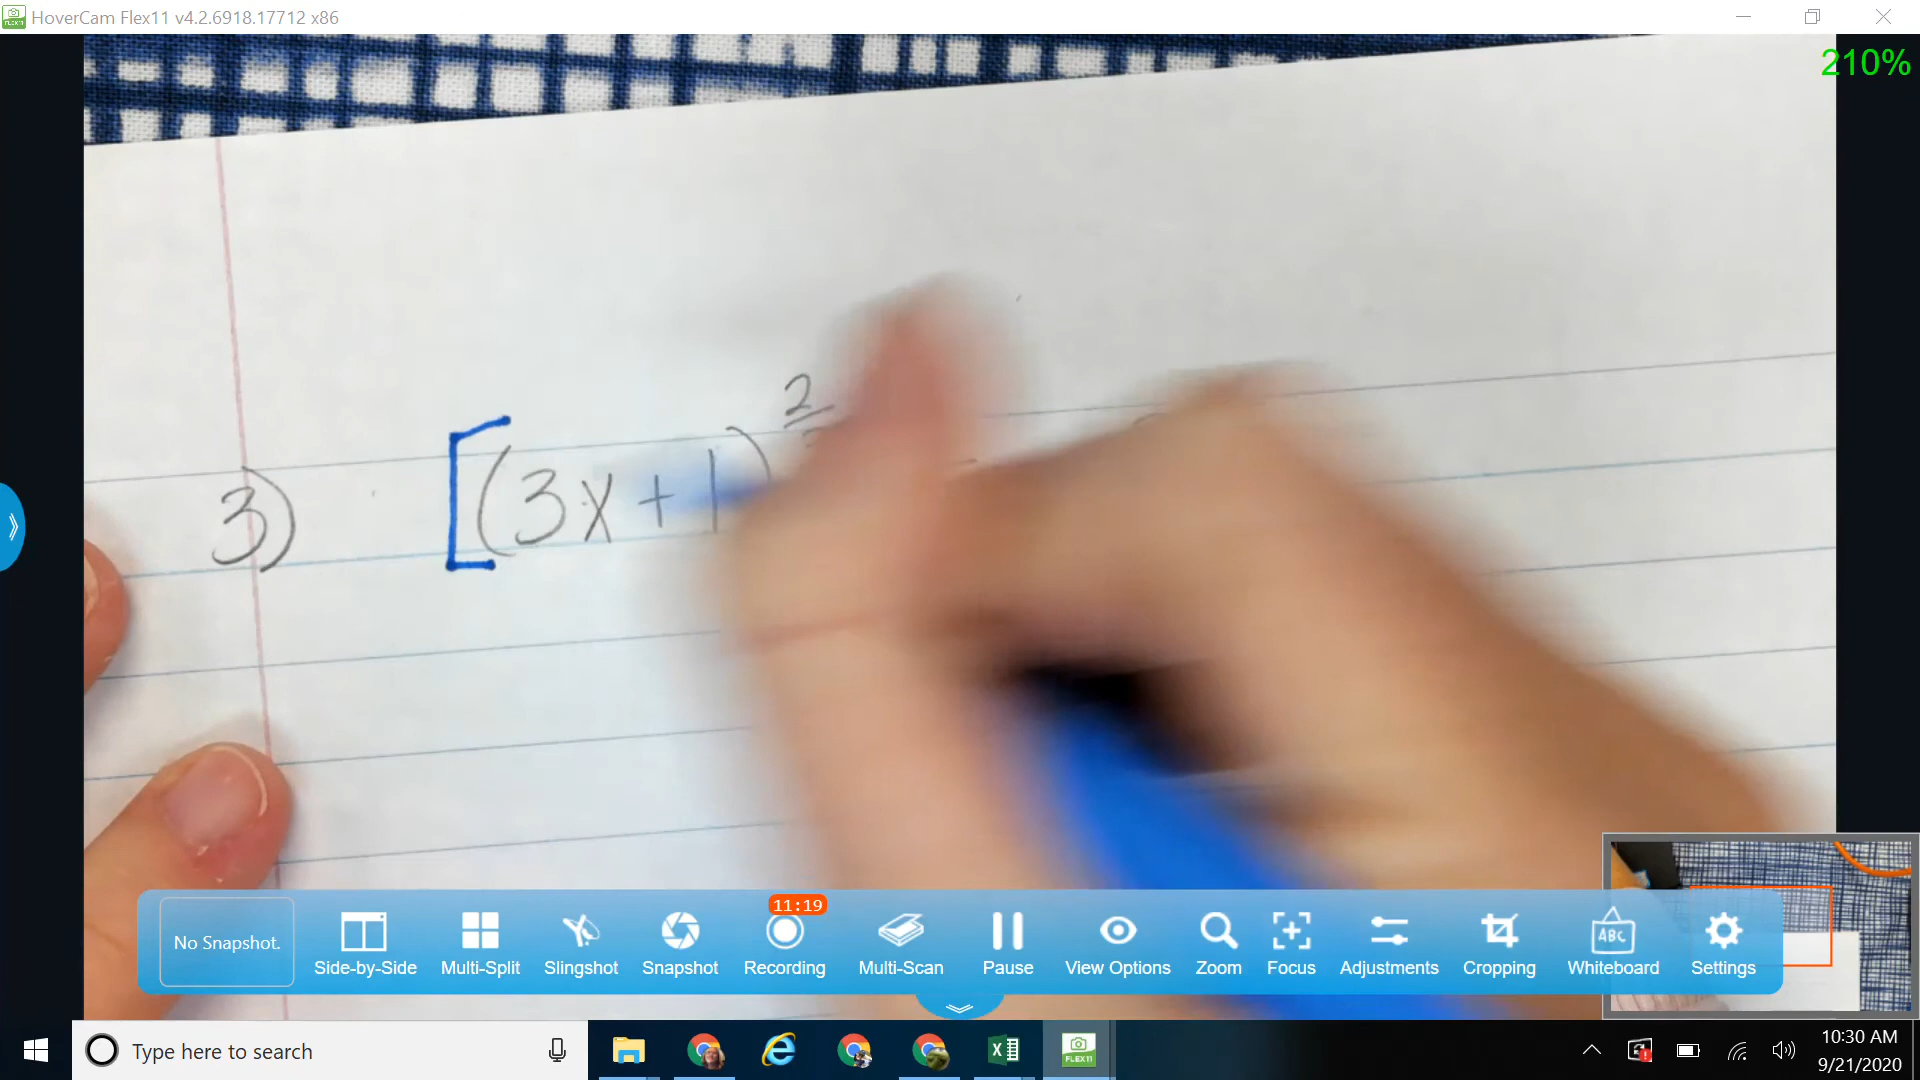 HoverCam Flex11 v4.2.6918.17712 x86
210%
3) [(3x+1)^2/
No Snapshot.
Side-by-Side
Multi-Split
Slingshot
Snapshot
11:19
Recording
Multi-Scan
Pause
View Options
Zoom
Focus
Adjustments
Cropping
ABC
Whiteboard
Settings
Type here to search
FLEX11
10:30 AM
9/21/2020